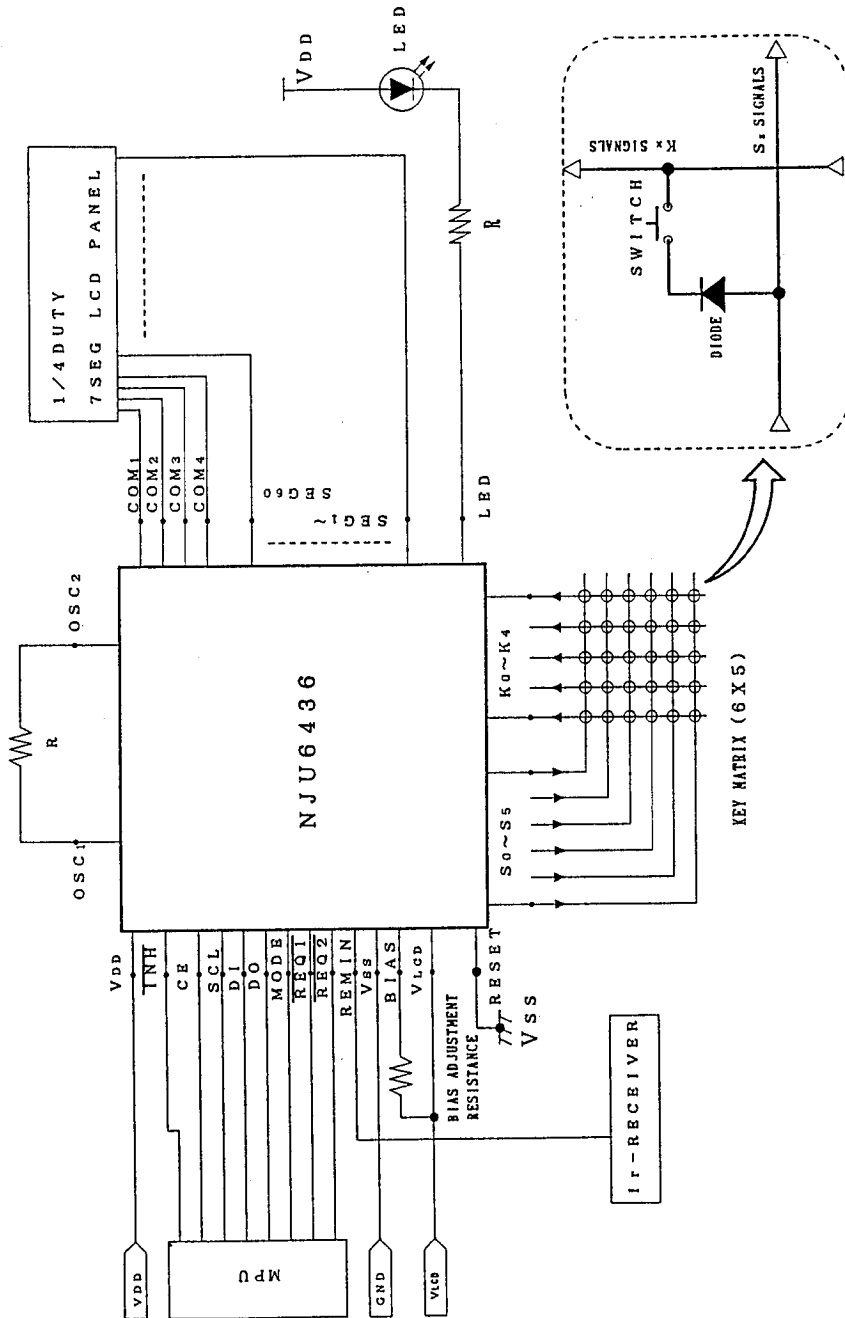 1/4DUTY
7SEG LCD PANEL
VDD
LED
R
COM1
COM2
COM3
COM4
SEG60
SEG1~
LED
OSC2
R
OSC1
NJU6436
K0~K4
S0~S5
KEY MATRIX (6X5)
SWITCH
DIODE
Kx SIGNALS
Sx SIGNALS
VDD
INH
CE
SCL
DI
DO
MODE
REQ1
REQ2
REMIN
VSS
BIAS
VLCD
RESET
VSS
BIAS ADJUSTMENT
RESISTANCE
Ir-RECEIVER
VDD
MPU
GND
VLCD